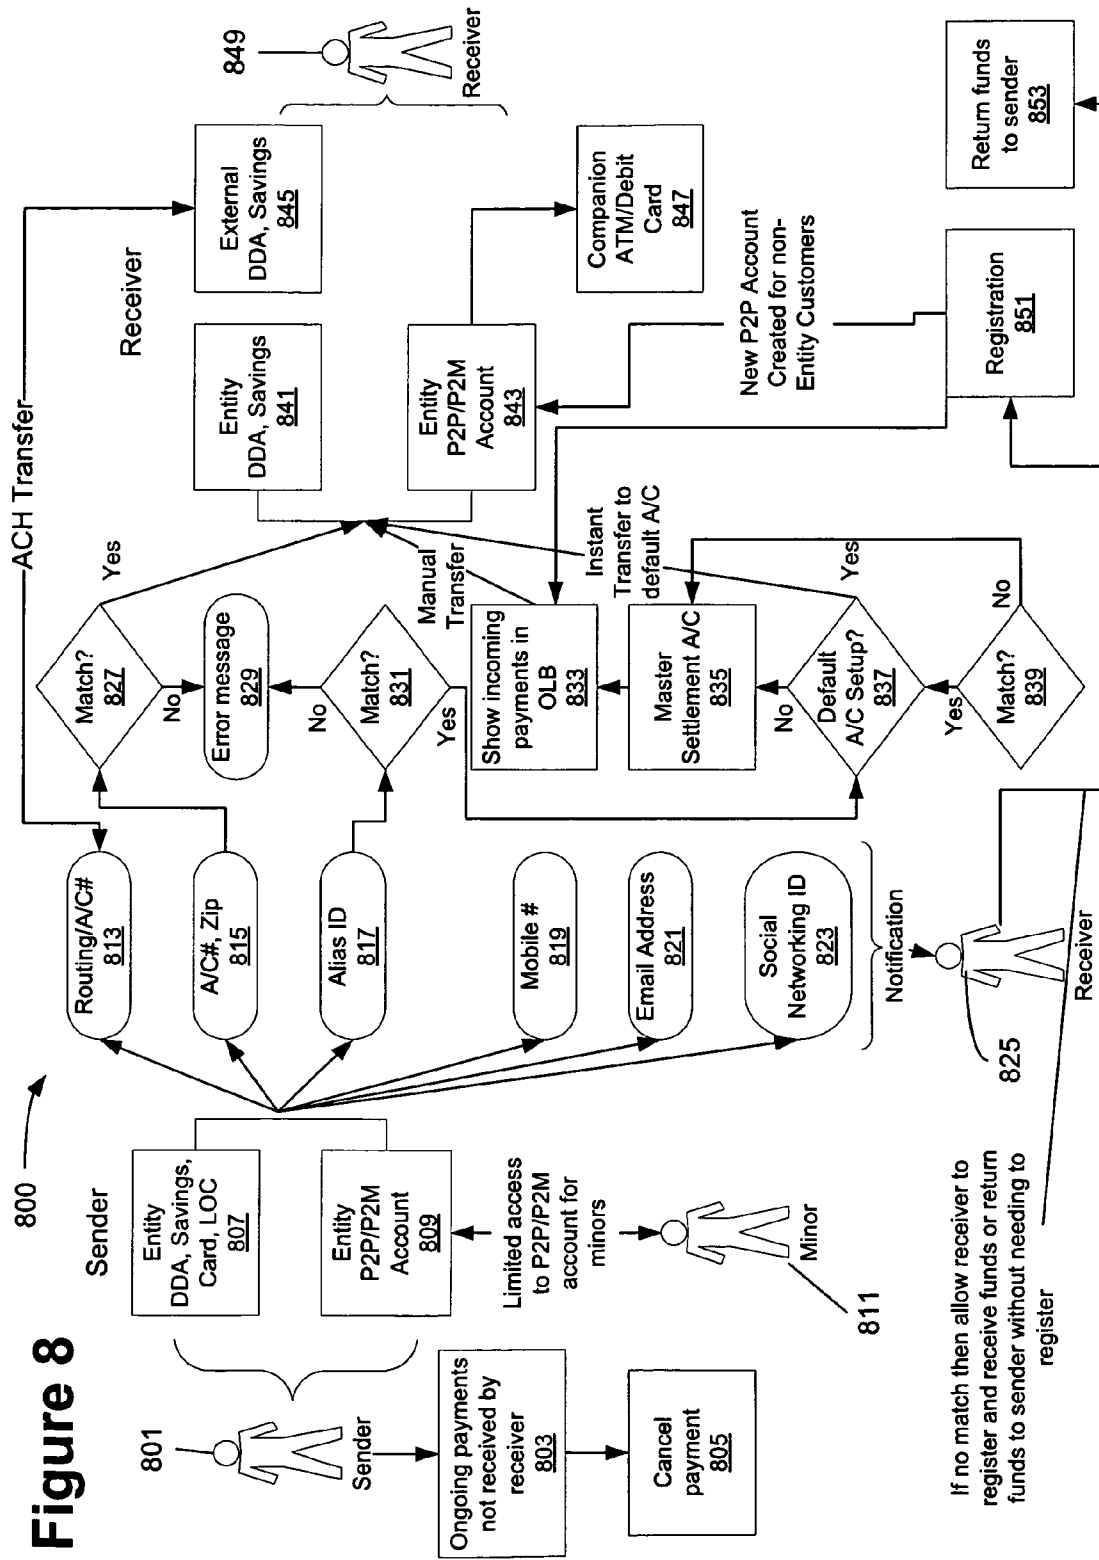 Figure 8
800
801
Sender
Ongoing payments
not received by
receiver
803
Cancel
payment
805
Sender
Entity
DDA, Savings,
Card, LOC
807
Entity
P2P/P2M
Account
809
Limited access
to P2P/P2M
account for
minors
Minor
811
If no match then allow receiver to
register and receive funds or return
funds to sender without needing to
register
Routing/A/C#
813
A/C#, Zip
815
Alias ID
817
Mobile #
819
Email Address
821
Social
Networking ID
823
Notification
825
Receiver
ACH Transfer
Match?
827
Yes
No
Error message
829
No
Match?
831
Yes
Manual
Transfer
Show incoming
payments in
OLB
833
Instant
Transfer to
default A/C
Master
Settlement A/C
835
No
Default
A/C Setup?
837
Yes
Yes
Match?
839
No
Receiver
Entity
DDA, Savings
841
Entity
P2P/P2M
Account
843
External
DDA, Savings
845
Companion
ATM/Debit
Card
847
849
Receiver
New P2P Account
Created for non-
Entity Customers
Registration
851
Return funds
to sender
853